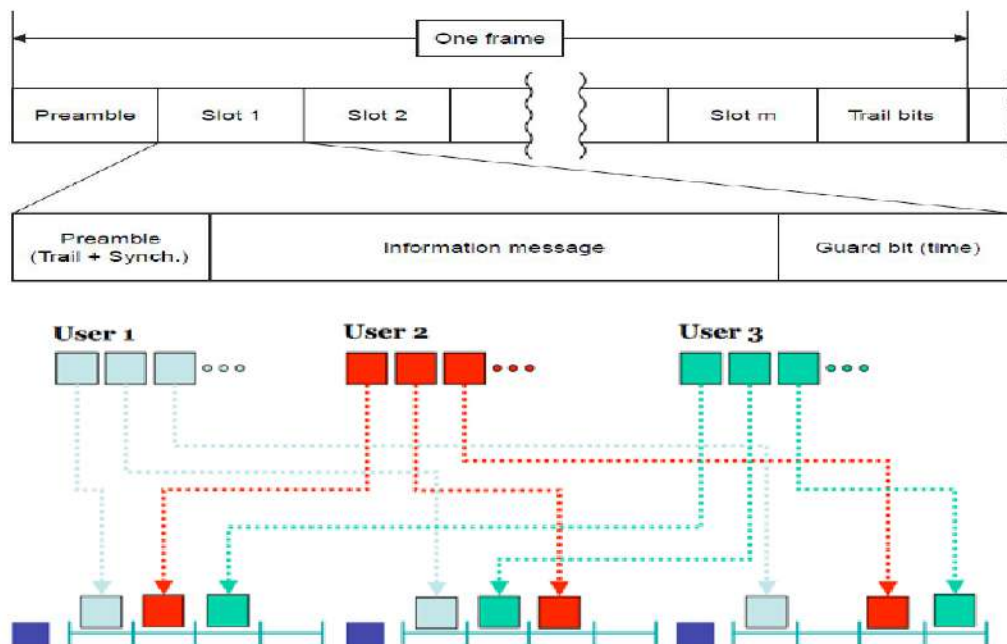 One frame
Preamble Slot 1 Slot 2 Slot m Trail bits
Preamble
(Trail + Synch.)
Information message
Guard bit (time)
User 1 User 2 User 3